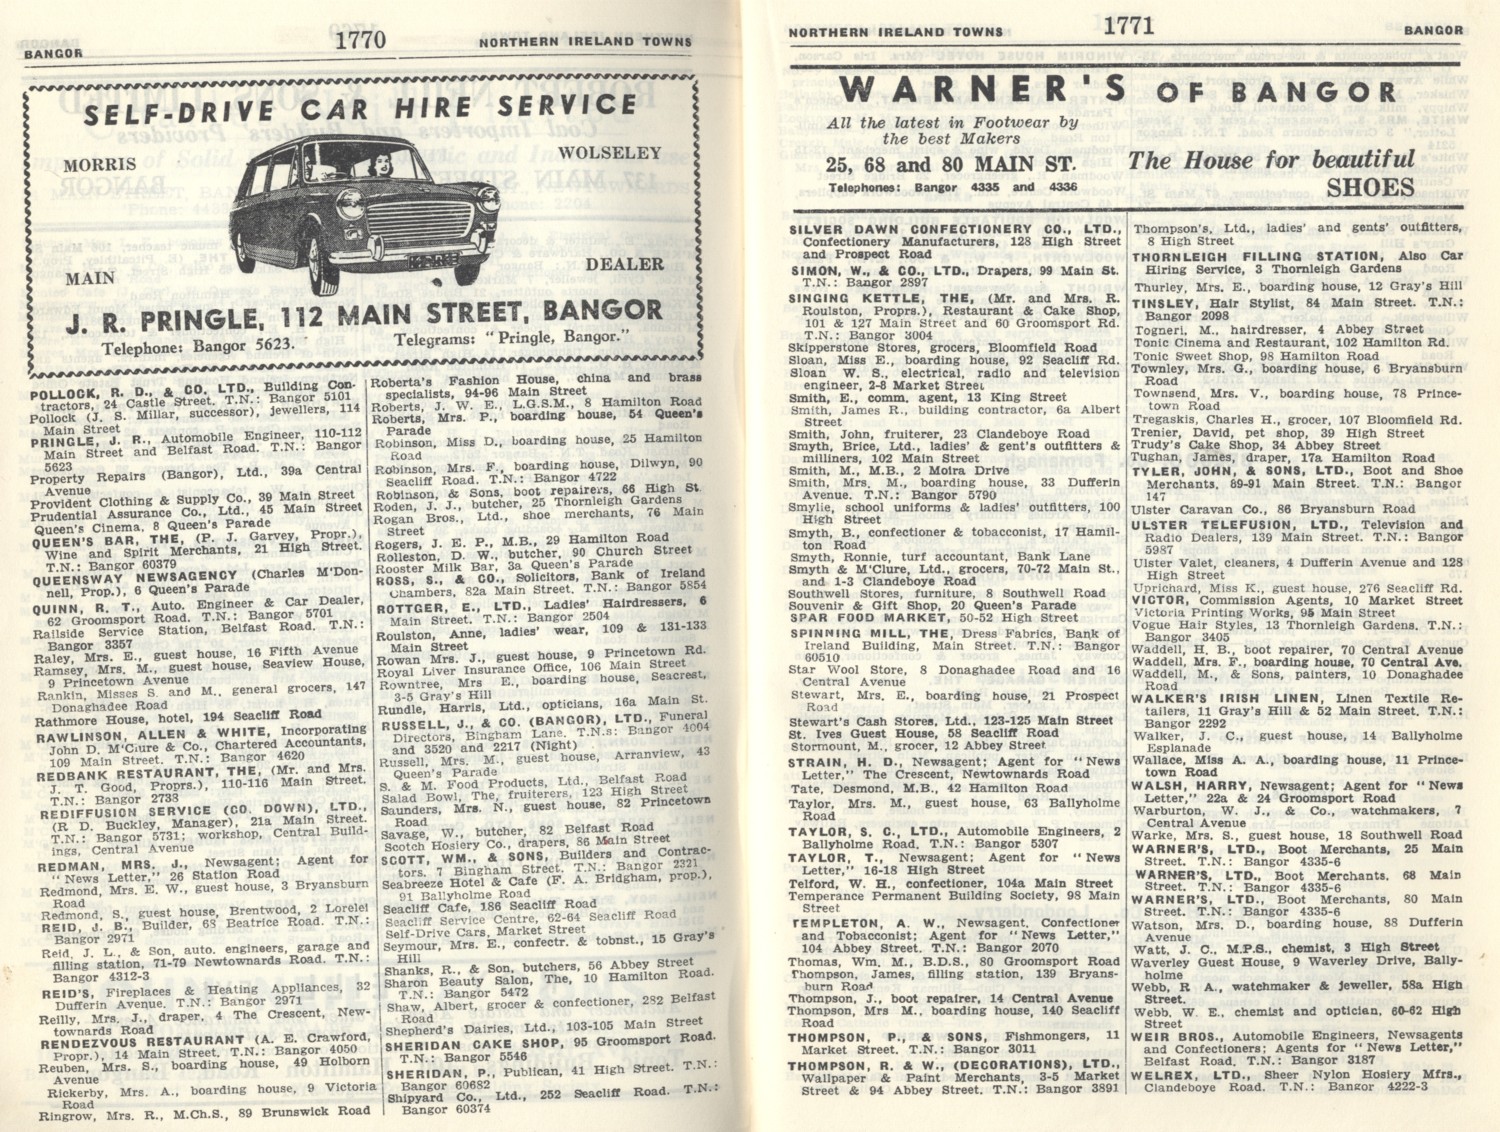 BANGOR
1770
NORTHERN IRELAND TOWNS
SELF-DRIVE CAR HIRE SERVICE
MORRIS
WOLSELEY
MAIN
DEALER
J. R. PRINGLE, 112 MAIN STREET, BANGOR
Telephone: Bangor 5623.
Telegrams: "Pringle, Bangor."
POLLOCK, R. D., & CO. LTD., Building Con-
tractors, 24 Castle Street. T.N.: Bangor 5101
Pollock (J. S. Millar, successor), jewellers, 114
Main Street
PRINGLE, J. R., Automobile Engineer, 110-112
Main Street and Belfast Road. T.N.: Bangor
5623
Property Repairs (Bangor), Ltd., 39a Central
Avenue
Provident Clothing & Supply Co., 39 Main Street
Prudential Assurance Co., Ltd., 45 Main Street
Queen's Cinema, 8 Queen's Parade
QUEEN'S BAR, THE, (P. J. Garvey, Propr.),
Wine and Spirit Merchants, 21 High Street.
T.N.: Bangor 60379
QUEENSWAY NEWSAGENCY (Charles M'Don-
nell, Prop.), 6 Queen's Parade
QUINN, R. T., Auto. Engineer & Car Dealer,
62 Groomsport Road. T.N.: Bangor 5701
Railside Service Station, Belfast Road. T.N.:
Bangor 3357
Raley, Mrs. E., guest house, 16 Fifth Avenue
Ramsey, Mrs. M., guest house, Seaview House,
9 Princetown Avenue
Rankin, Misses S. and M., general grocers, 147
Donaghadee Road
Rathmore House, hotel, 194 Seacliff Road
RAWLINSON, ALLEN & WHITE, Incorporating
John D. M'Clure & Co., Chartered Accountants,
109 Main Street. T.N.: Bangor 4620
REDBANK RESTAURANT, THE, (Mr. and Mrs.
J. T. Good, Proprs.), 110-116 Main Street.
T.N.: Bangor 2738
REDIFFUSION SERVICE (CO. DOWN), LTD.,
(R D. Buckley, Manager), 21a Main Street.
T.N.: Bangor 5731; workshop, Central Build-
ings, Central Avenue
REDMAN, MRS. J., Newsagent; Agent for
"News Letter," 26 Station Road
Redmond, Mrs. E. W., guest house, 3 Bryansburn
Road
Redmond, S., guest house, Brentwood, 2 Lorelei
REID, J. B., Builder, 63 Beatrice Road. T.N.:
Bangor 2971
Reid, J. L., & Son, auto. engineers, garage and
filling station, 71-79 Newtownards Road. T.N.:
Bangor 4312-3
REID'S, Fireplaces & Heating Appliances, 32
Dufferin Avenue. T.N.: Bangor 2971
Reilly, Mrs. J., draper, 4 The Crescent, New-
townards Road
RENDEZVOUS RESTAURANT (A. E. Crawford,
Propr.), 14 Main Street. T.N.: Bangor 4050
Reuben, Mrs. S., boarding house, 49 Holborn
Avenue
Rickerby, Mrs. A., boarding house, 9 Victoria
Road
Ringrow, Mrs. R., M.Ch.S., 89 Brunswick Road
Roberta's Fashion House, china and brass
specialists, 94-96 Main Street
Roberts, J. W. E., L.G.S.M., 8 Hamilton Road
Roberts, Mrs. P., boarding house, 54 Queen's
Parade
Robinson, Miss D., boarding house, 25 Hamilton
Road
Robinson, Mrs. F., boarding house, Dilwyn, 90
Seacliff Road. T.N.: Bangor 4722
Robinson, & Sons, boot repairers, 66 High St.
Roden, J. J., butcher, 25 Thornleigh Gardens
Rogan Bros., Ltd., shoe merchants, 76 Main
Street
Rogers, J. E. P., M.B., 29 Hamilton Road
Rolleston, D. W., butcher, 90 Church Street
Rooster Milk Bar, 3a Queen's Parade
ROSS, S., & CO., Solicitors, Bank of Ireland
Chambers, 82a Main Street. T.N.: Bangor 5854
ROTTGER, E., LTD., Ladies' Hairdressers, 6
Main Street. T.N.: Bangor 2504
Roulston, Anne, ladies' wear, 109 & 131-133
Main Street
Rowan Mrs. J., guest house, 9 Princetown Rd.
Royal Liver Insurance Office, 106 Main Street
Rowntree, Mrs E., boarding house, Seacrest,
3-5 Gray's Hill
Rundle, Harris, Ltd., opticians, 16a Main St.
RUSSELL, J., & CO. (BANGOR), LTD., Funeral
Directors, Bingham Lane. T.N.s: Bangor 4004
and 3520 and 2217 (Night)
Russell, Mrs. M., guest house, Arranview, 43
Queen's Parade
S. & M. Food Products, Ltd., Belfast Road
Salad Bowl, The, fruiterers, 123 High Street
Saunders, Mrs. N., guest house, 82 Princetown
Road
Savage, W., butcher, 82 Belfast Road
Scotch Hosiery Co., drapers, 86 Main Street
SCOTT, WM., & SONS, Builders and Contrac-
tors. 7 Bingham Street. T.N.: Bangor 2321
Seabreeze Hotel & Cafe (F. A. Bridgham, prop.),
91 Ballyholme Road
Seacliff Cafe, 186 Seacliff Road
Seacliff Service Centre, 62-64 Seacliff Road
Self-Drive Cars, Market Street
Seymour, Mrs. E., confectr. & tobnst., 15 Gray's
Hill
Shanks, R., & Son, butchers, 56 Abbey Street
Sharon Beauty Salon, The, 10 Hamilton Road.
T.N.: Bangor 5472
Shaw, Albert, grocer & confectioner, 282 Belfast
Road
Shepherd's Dairies, Ltd., 103-105 Main Street
SHERIDAN CAKE SHOP, 95 Groomsport Road.
T.N.: Bangor 5546
SHERIDAN, P., Publican, 41 High Street. T.N.:
Bangor 60682
Shipyard Co., Ltd., 252 Seacliff Road. T.N.:
Bangor 60374
NORTHERN IRELAND TOWNS
1771
BANGOR
WARNER'S OF BANGOR
All the latest in Footwear by
the best Makers
25, 68 and 80 MAIN ST.
Telephones: Bangor 4335 and 4336
The House for beautiful
SHOES
SILVER DAWN CONFECTIONERY CO., LTD.,
Confectionery Manufacturers, 128 High Street
and Prospect Road
SIMON, W., & CO., LTD., Drapers, 99 Main St.
T.N.: Bangor 2897
SINGING KETTLE, THE, (Mr. and Mrs. R.
Roulston, Proprs.), Restaurant & Cake Shop,
101 & 127 Main Street and 60 Groomsport Rd.
T.N.: Bangor 3004
Skipperstone Stores, grocers, Bloomfield Road
Sloan, Miss E., boarding house, 92 Seacliff Rd.
Sloan W. S., electrical, radio and television
engineer, 2-8 Market Street
Smith, E., comm. agent, 13 King Street
Smith, James R., building contractor, 6a Albert
Street
Smith, John, fruiterer, 23 Clandeboye Road
Smyth, Brice, Ltd., ladies' & gent's outfitters &
milliners, 102 Main Street
Smith, M., M.B., 2 Moira Drive
Smith, Mrs. M., boarding house, 33 Dufferin
Avenue. T.N.: Bangor 5790
Smylie, school uniforms & ladies' outfitters, 100
High Street
Smyth, B., confectioner & tobacconist, 17 Hamil-
ton Road
Smyth, Ronnie, turf accountant, Bank Lane
Smyth & M'Clure, Ltd., grocers, 70-72 Main St.,
and 1-3 Clandeboye Road
Southwell Stores, furniture, 8 Southwell Road
Souvenir & Gift Shop, 20 Queen's Parade
SPAR FOOD MARKET, 50-52 High Street
SPINNING MILL, THE, Dress Fabrics, Bank of
Ireland Building, Main Street. T.N.: Bangor
60510
Star Wool Store, 8 Donaghadee Road and 16
Central Avenue
Stewart, Mrs. E., boarding house, 21 Prospect
Road
Stewart's Cash Stores, Ltd., 123-125 Main Street
St. Ives Guest House, 58 Seacliff Road
Stormount, M., grocer, 12 Abbey Street
STRAIN, H. D., Newsagent; Agent for "News
Letter," The Crescent, Newtownards Road
Tate, Desmond, M.B., 42 Hamilton Road
Taylor, Mrs. M., guest house, 63 Ballyholme
Road
TAYLOR, S. C., LTD., Automobile Engineers, 2
Ballyholme Road. T.N.: Bangor 5307
TAYLOR, T., Newsagent; Agent for "News
Letter," 16-18 High Street
Telford, W. H., confectioner, 104a Main Street
Temperance Permanent Building Society, 98 Main
Street
TEMPLETON, A. W., Newsagent, Confectioner
and Tobacconist; Agent for "News Letter,"
104 Abbey Street. T.N.: Bangor 2070
Thomas, Wm. M., B.D.S., 80 Groomsport Road
Thompson, James, filling station, 139 Bryans-
burn Road
Thompson, J., boot repairer, 14 Central Avenue
Thompson, Mrs M., boarding house, 140 Seacliff
Road
THOMPSON, P., & SONS, Fishmongers, 11
Market Street. T.N.: Bangor 3011
THOMPSON, R. & W., (DECORATIONS), LTD.,
Wallpaper & Paint Merchants, 3-5 Market
Street & 94 Abbey Street. T.N.: Bangor 3891
Thompson's, Ltd., ladies' and gents' outfitters,
8 High Street
THORNLEIGH FILLING STATION, Also Car
Hiring Service, 3 Thornleigh Gardens
Thurley, Mrs. E., boarding house, 12 Gray's Hill
TINSLEY, Hair Stylist, 84 Main Street. T.N.:
Bangor 2098
Togneri, M., hairdresser, 4 Abbey Street
Tonic Cinema and Restaurant, 102 Hamilton Rd.
Tonic Sweet Shop, 98 Hamilton Road
Townley, Mrs. G., boarding house, 6 Bryansburn
Road
Townsend, Mrs. V., boarding house, 78 Prince-
town Road
Tregaskis, Charles H., grocer, 107 Bloomfield Rd.
Trenier, David, pet shop, 39 High Street
Trudy's Cake Shop, 34 Abbey Street
Tughan, James, draper, 17a Hamilton Road
TYLER, JOHN, & SONS, LTD., Boot and Shoe
Merchants, 89-91 Main Street. T.N.: Bangor
147
Ulster Caravan Co., 86 Bryansburn Road
ULSTER TELEFUSION, LTD., Television and
Radio Dealers, 139 Main Street. T.N.: Bangor
5987
Ulster Valet, cleaners, 4 Dufferin Avenue and 128
High Street
Uprichard, Miss K., guest house, 276 Seacliff Rd.
VICTOR, Commission Agents, 10 Market Street
Victoria Printing Works, 95 Main Street
Vogue Hair Styles, 13 Thornleigh Gardens. T.N.:
Bangor 3405
Waddell, H. B., boot repairer, 70 Central Avenue
Waddell, Mrs. F., boarding house, 70 Central Ave.
Waddell, M., & Sons, painters, 10 Donaghadee
Road
WALKER'S IRISH LINEN, Linen Textile Re-
tailers, 11 Gray's Hill & 52 Main Street. T.N.:
Bangor 2292
Walker, J. C., guest house, 14 Ballyholme
Esplanade
Wallace, Miss A. A., boarding house, 11 Prince-
town Road
WALSH, HARRY, Newsagent; Agent for "News
Letter," 22a & 24 Groomsport Road
Warburton, W. J., & Co., watchmakers, 7
Central Avenue
Warke, Mrs. S., guest house, 18 Southwell Road
WARNER'S, LTD., Boot Merchants, 25 Main
Street. T.N.: Bangor 4335-6
WARNER'S, LTD., Boot Merchants, 68 Main
Street. T.N.: Bangor 4335-6
WARNER'S, LTD., Boot Merchants, 80 Main
Street. T.N.: Bangor 4335-6
Watson, Mrs. D., boarding house, 88 Dufferin
Avenue
Watt, J. C., M.P.S., chemist, 3 High Street
Waverley Guest House, 9 Waverley Drive, Bally-
holme
Webb, R A., watchmaker & jeweller, 58a High
Street.
Webb, W. E., chemist and optician, 60-62 High
Street
WEIR BROS., Automobile Engineers, Newsagents
and Confectioners; Agents for "News Letter,"
Belfast Road, T.N.: Bangor 3187
WELREX, LTD., Sheer Nylon Hosiery Mfrs.,
Clandeboye Road. T.N.: Bangor 4222-3